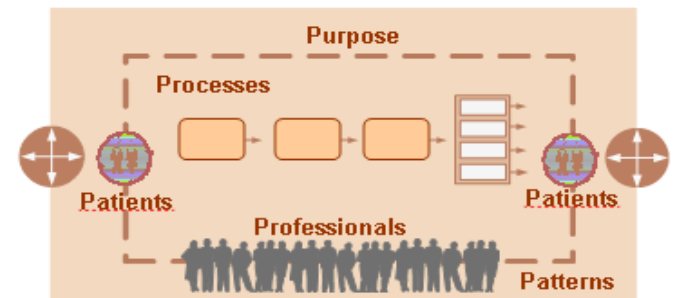 Purpose
Processes
Patients
Patients
Professionals
Patterns